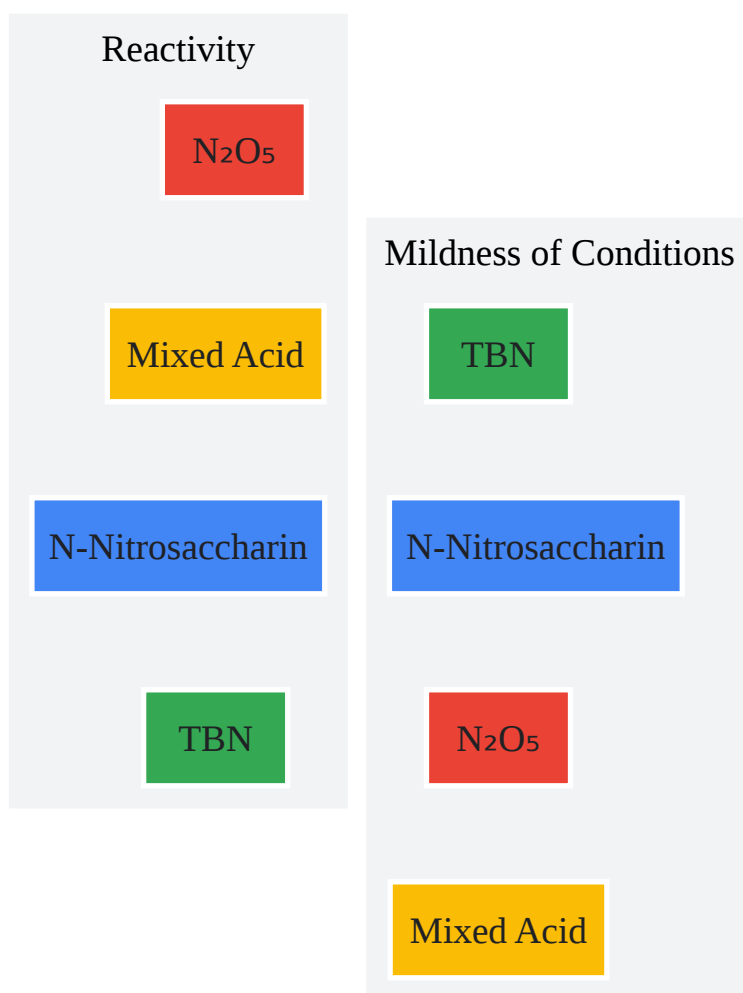 Reactivity
N₂O₅
Mixed Acid
N-Nitrosaccharin
TBN
Mildness of Conditions
TBN
N-Nitrosaccharin
N₂O₅
Mixed Acid